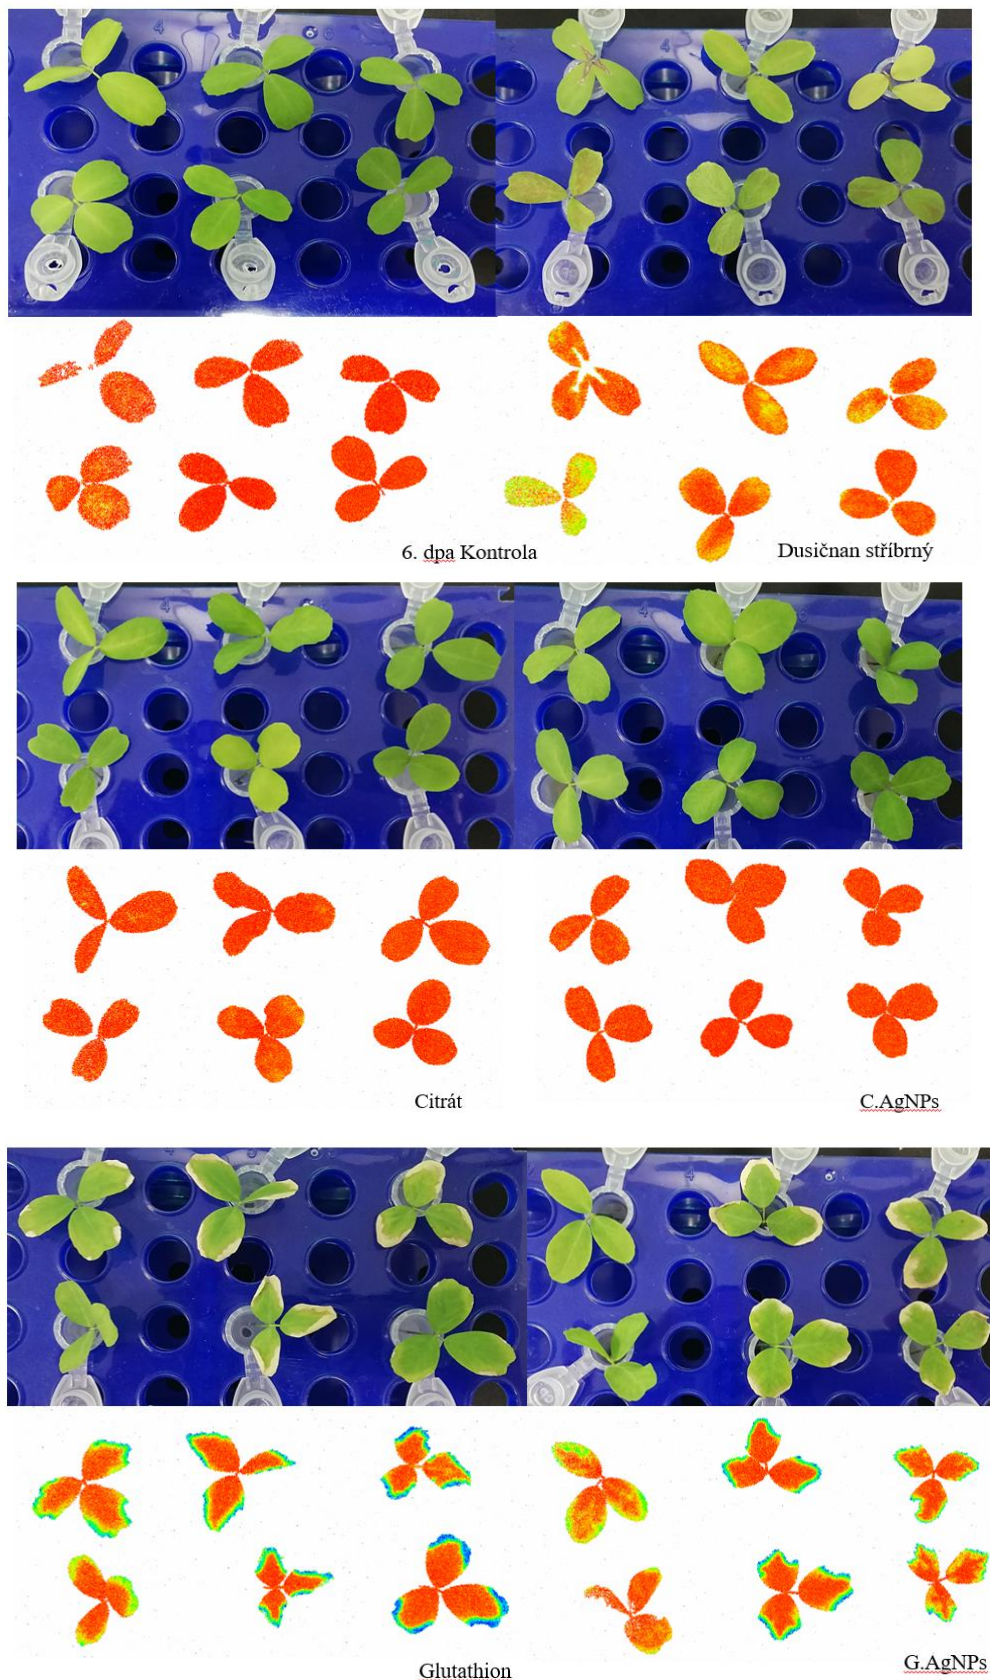 6. dpa Kontrola
Dusičnan stříbrný
Citrát
C.AgNPs
Glutathion
G.AgNPs